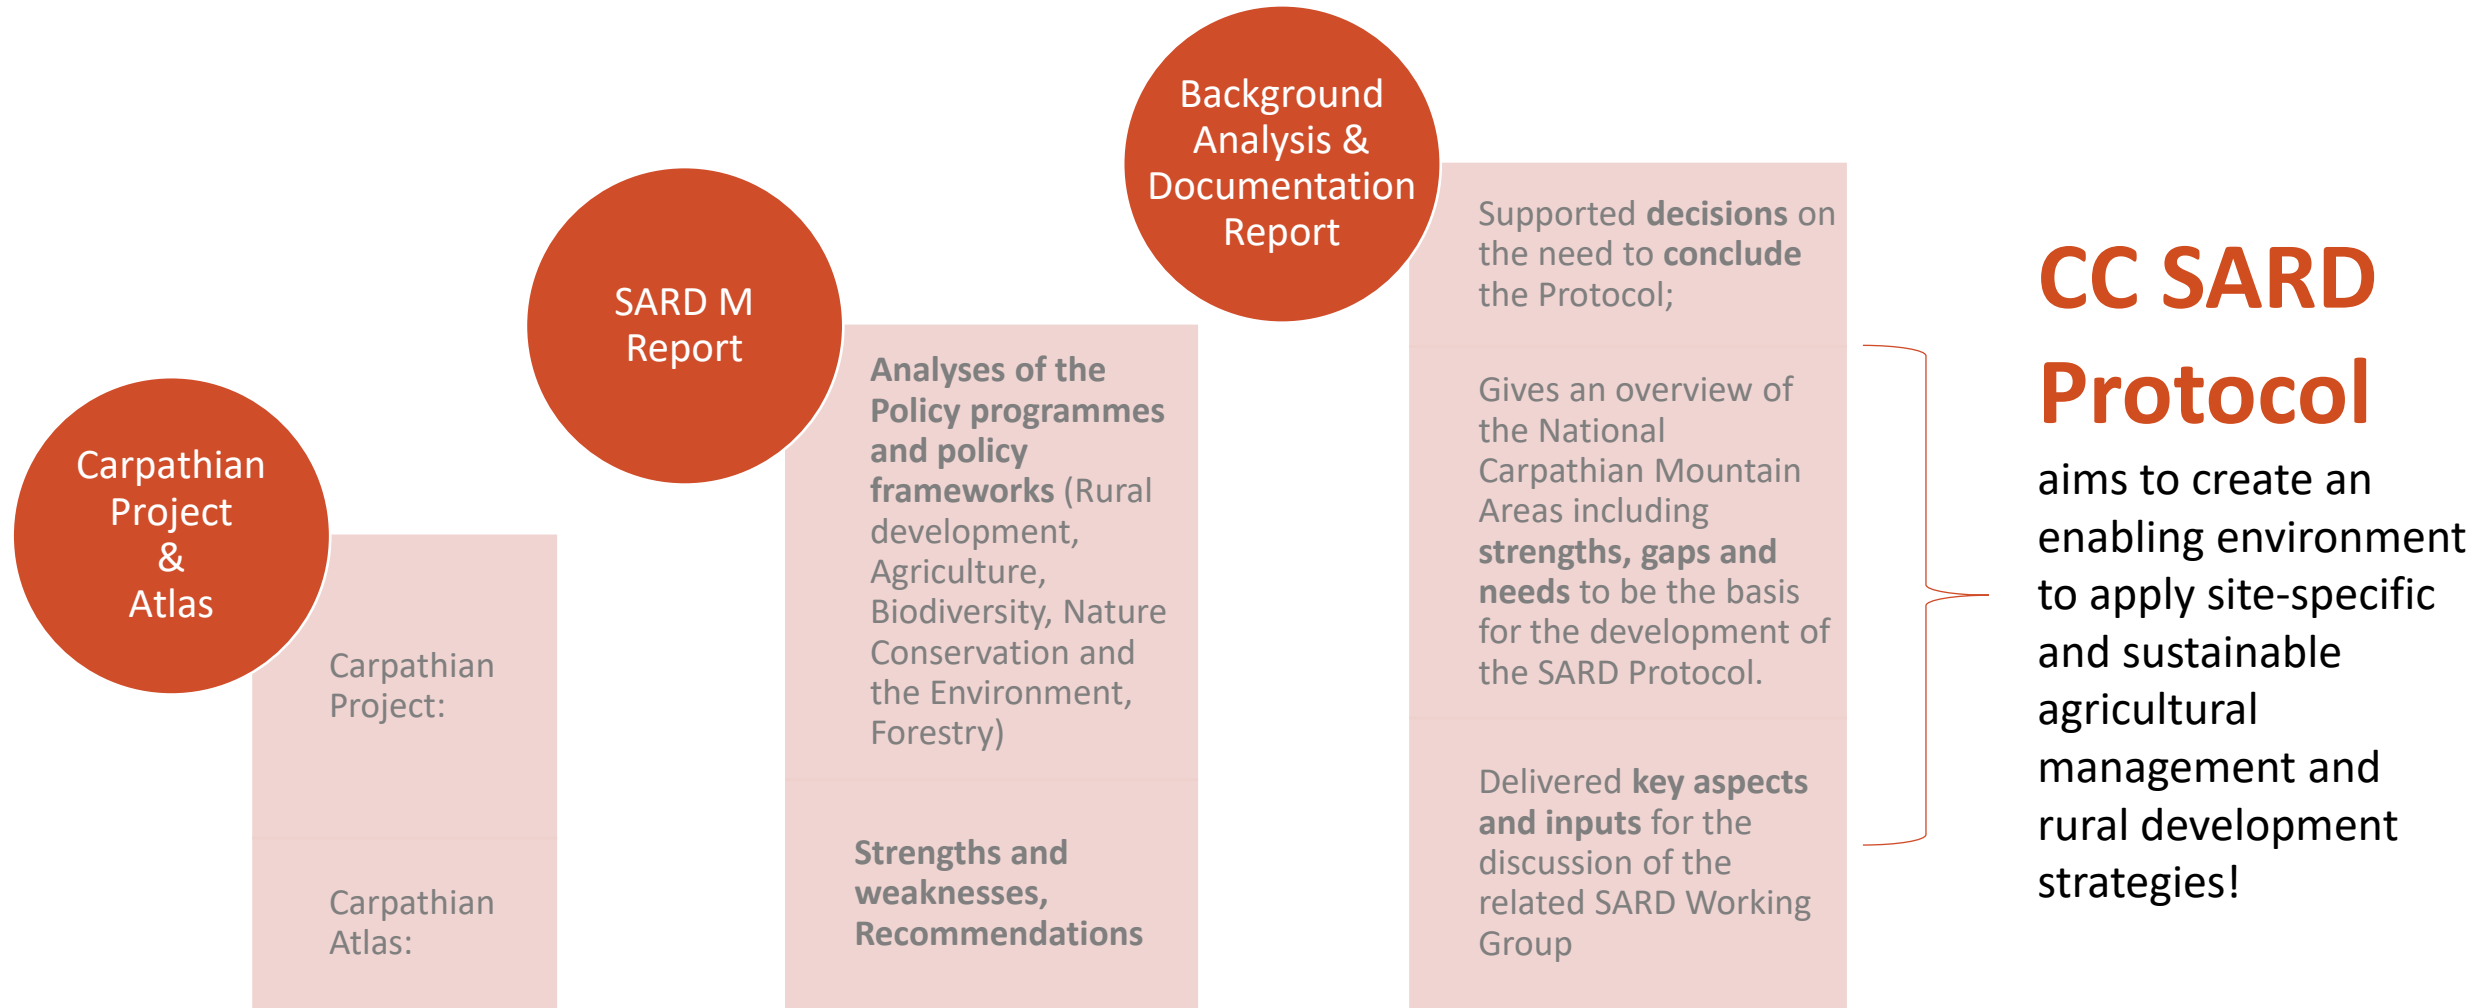 Carpathian
Project
&
Atlas
Carpathian
Project:
Carpathian
Atlas:
SARD M
Report
Analyses of the
Policy programmes
and policy
frameworks (Rural
development,
Agriculture,
Biodiversity, Nature
Conservation and
the Environment,
Forestry)
Strengths and
weaknesses,
Recommendations
Background
Analysis &
Documentation
Report
Supported decisions on
the need to conclude
the Protocol;
Gives an overview of
the National
Carpathian Mountain
Areas including
strengths, gaps and
needs to be the basis
for the development of
the SARD Protocol.
Delivered key aspects
and inputs for the
discussion of the
related SARD Working
Group
CC SARD
Protocol
aims to create an
enabling environment
to apply site-specific
and sustainable
agricultural
management and
rural development
strategies!